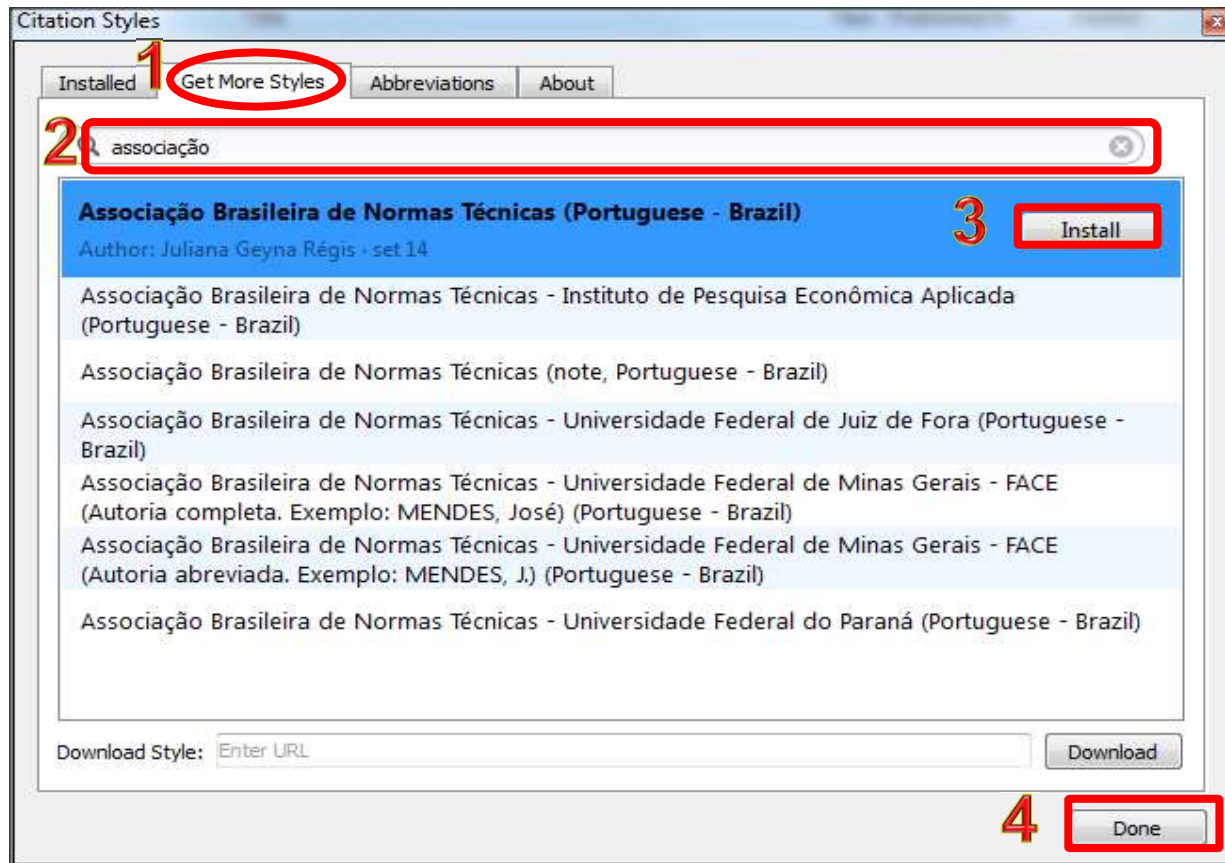 Citation Styles
1
Installed
Get More Styles
Abbreviations
About
2
associação
Associação Brasileira de Normas Técnicas (Portuguese - Brazil)
3
Install
Author: Juliana Geyna Régis - set 14
Associação Brasileira de Normas Técnicas - Instituto de Pesquisa Econômica Aplicada
(Portuguese - Brazil)
Associação Brasileira de Normas Técnicas (note, Portuguese - Brazil)
Associação Brasileira de Normas Técnicas - Universidade Federal de Juiz de Fora (Portuguese -
Brazil)
Associação Brasileira de Normas Técnicas - Universidade Federal de Minas Gerais - FACE
(Autoria completa. Exemplo: MENDES, José) (Portuguese - Brazil)
Associação Brasileira de Normas Técnicas - Universidade Federal de Minas Gerais - FACE
(Autoria abreviada. Exemplo: MENDES, J.) (Portuguese - Brazil)
Associação Brasileira de Normas Técnicas - Universidade Federal do Paraná (Portuguese - Brazil)
Download Style:
Enter URL
Download
4
Done